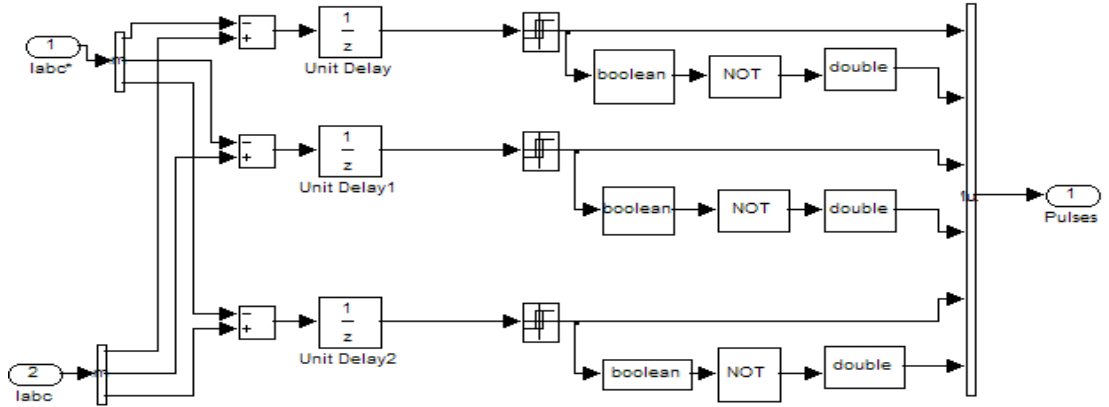 1
Iabc*
2
Iabc
−
+
1
z
Unit Delay
boolean
NOT
double
−
+
1
z
Unit Delay1
boolean
NOT
double
−
+
1
z
Unit Delay2
boolean
NOT
double
1
Pulses